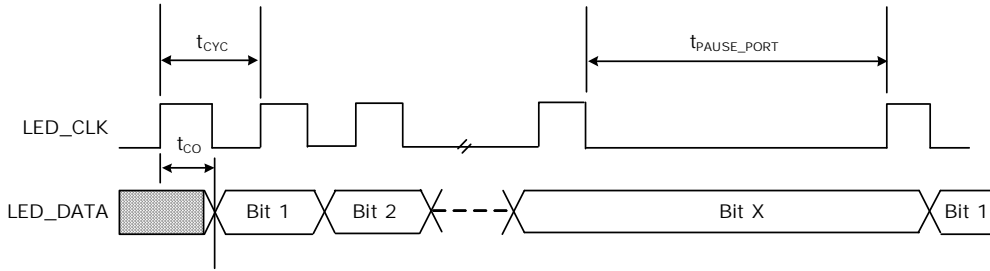 tCYC
tPAUSE_PORT
LED_CLK
tCO
LED_DATA
Bit 1
Bit 2
Bit X
Bit 1